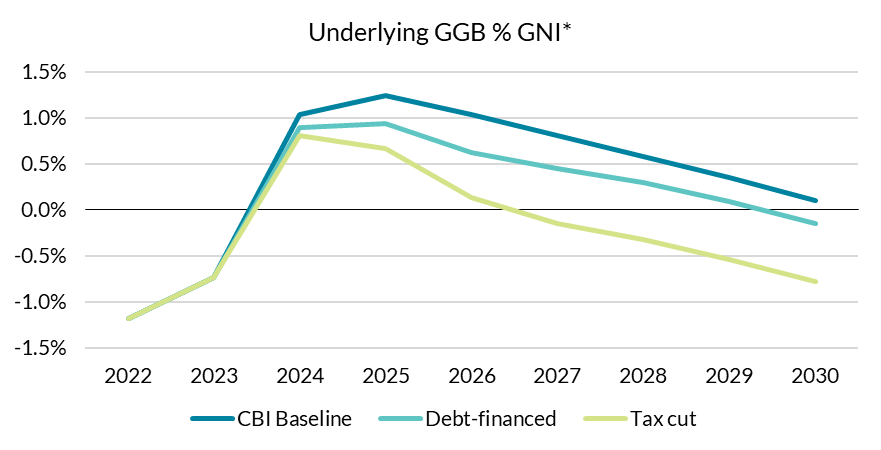 Underlying GGB % GNI*
1.5%
1.0%
0.5%
0.0%
-0.5%
-1.0%
-1.5%
2022 2023 2024 2025 2026 2027 2028 2029 2030
CBI Baseline Debt-financed Tax cut